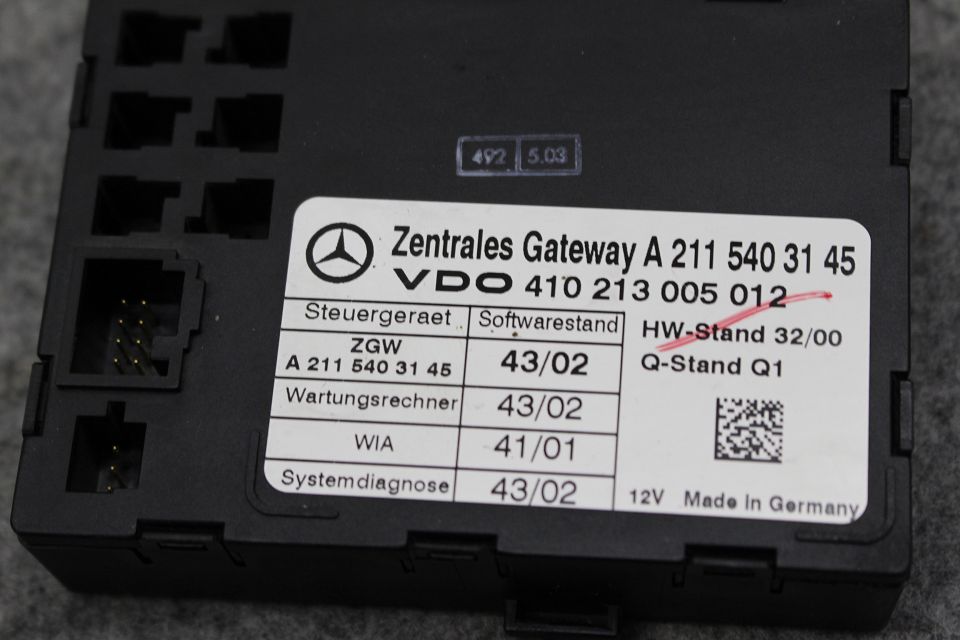 492 5.03
Zentrales Gateway A 211 540 31 45
VDO 410 213 005 012
Steuergeraet Softwarestand
HW-Stand 32/00
ZGW
A 211 540 31 45 43/02
Q-Stand Q1
Wartungsrechner 43/02
WIA 41/01
Systemdiagnose 43/02
12V Made In Germany